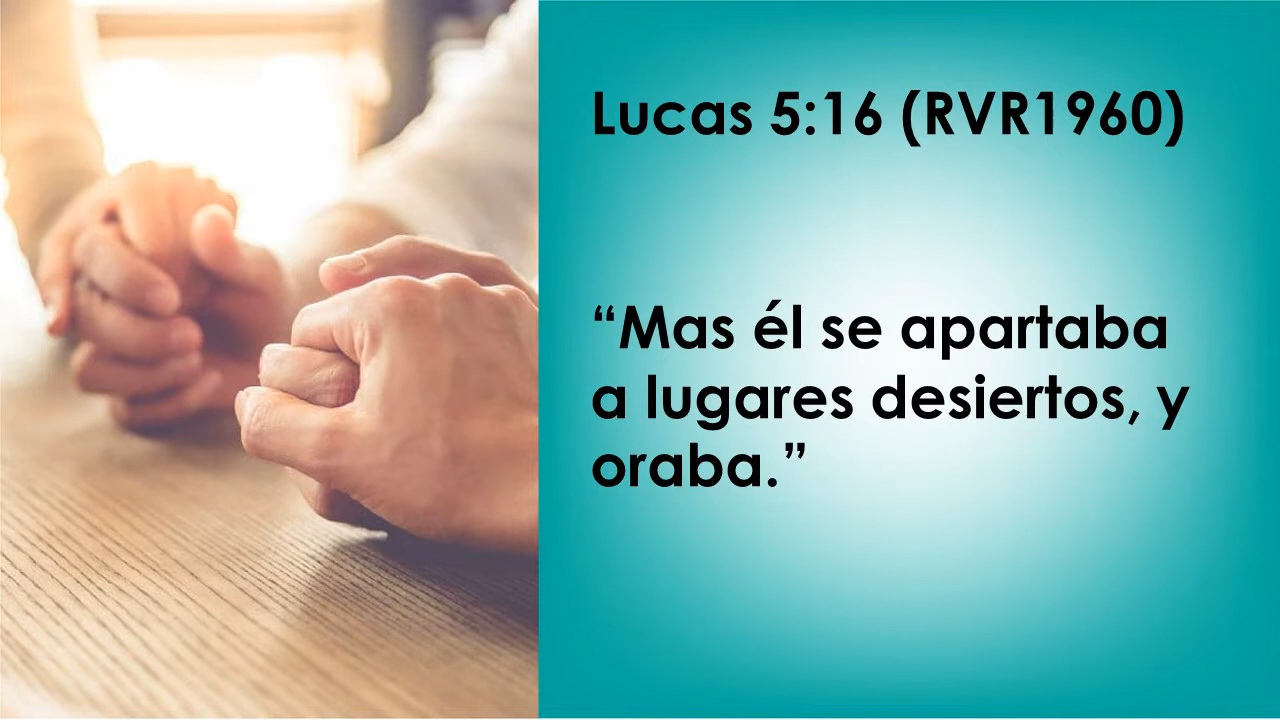 Lucas 5:16 (RVR1960)
“Mas él se apartaba
a lugares desiertos, y
oraba.”